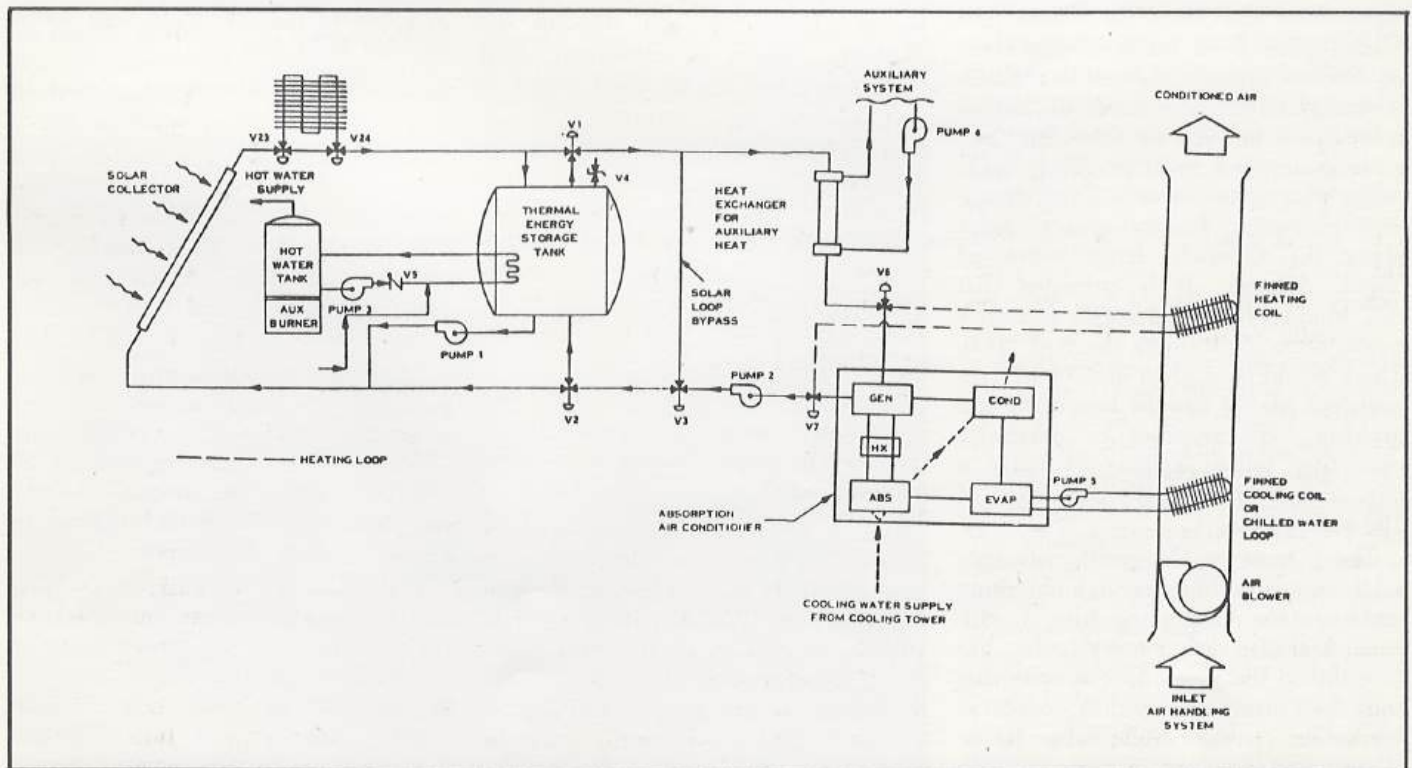 AUXILIARY
SYSTEM
PUMP 4
CONDITIONED AIR
V23
V24
V1
V4
SOLAR
COLLECTOR
HOT WATER
SUPPLY
HOT
WATER
TANK
AUX
BURNER
PUMP 3
V5
THERMAL
ENERGY
STORAGE
TANK
PUMP 1
HEAT
EXCHANGER
FOR
AUXILIARY
HEAT
SOLAR
LOOP
BYPASS
V6
FINNED
HEATING
COIL
PUMP 2
V2
V3
V7
GEN
COND
HX
ABS
EVAP
PUMP 5
HEATING LOOP
ABSORPTION
AIR CONDITIONER
FINNED
COOLING COIL
OR
CHILLED WATER
LOOP
AIR
BLOWER
COOLING WATER SUPPLY
FROM COOLING TOWER
INLET
AIR HANDLING
SYSTEM